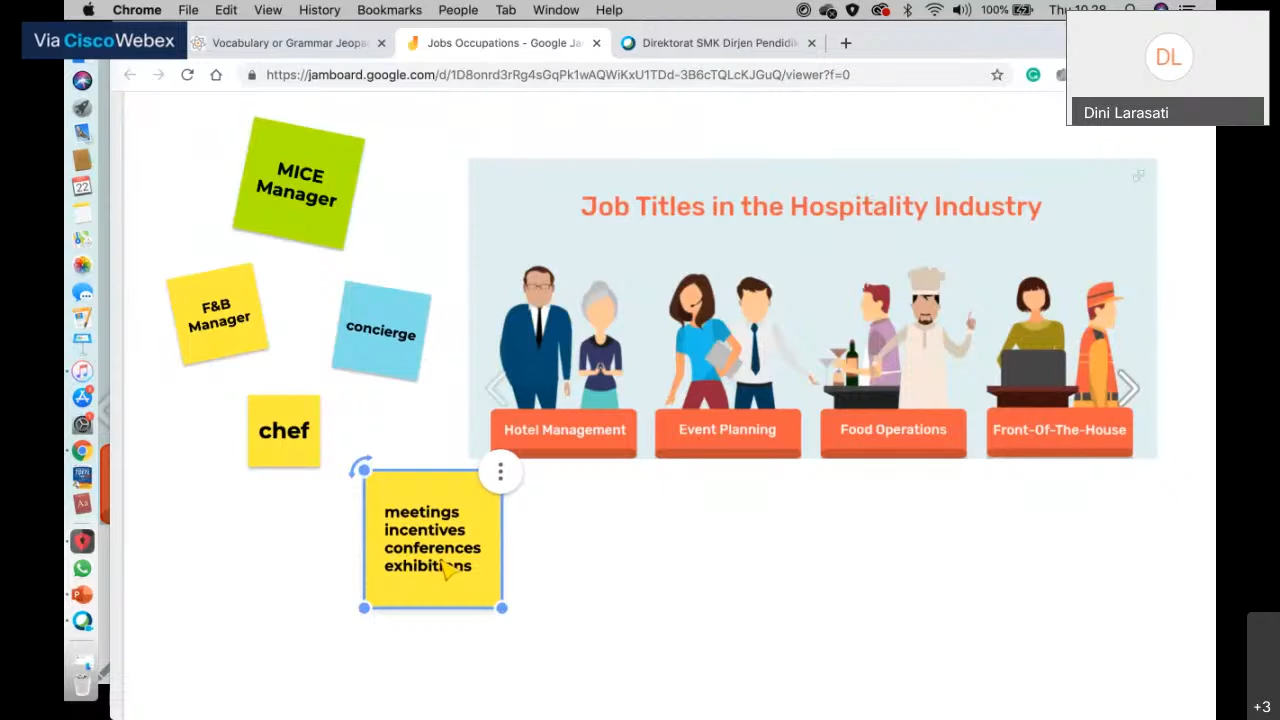 Chrome File Edit View History Bookmarks People Tab Window Help
100%
Via CiscoWebex
Vocabulary or Grammar Jeopa
Jobs Occupations - Google Ja
Direktorat SMK Dirjen Pendidik
https://jamboard.google.com/d/1D8onrd3rRg4sGqPk1wAQWiKxU1TDd-3B6cTQLcKJGuQ/viewer?f=0
DL
Dini Larasati
22
MICE
Manager
F&B
Manager
concierge
chef
meetings
incentives
conferences
exhibitions
Job Titles in the Hospitality Industry
Hotel Management
Event Planning
Food Operations
Front-Of-The-House
+3